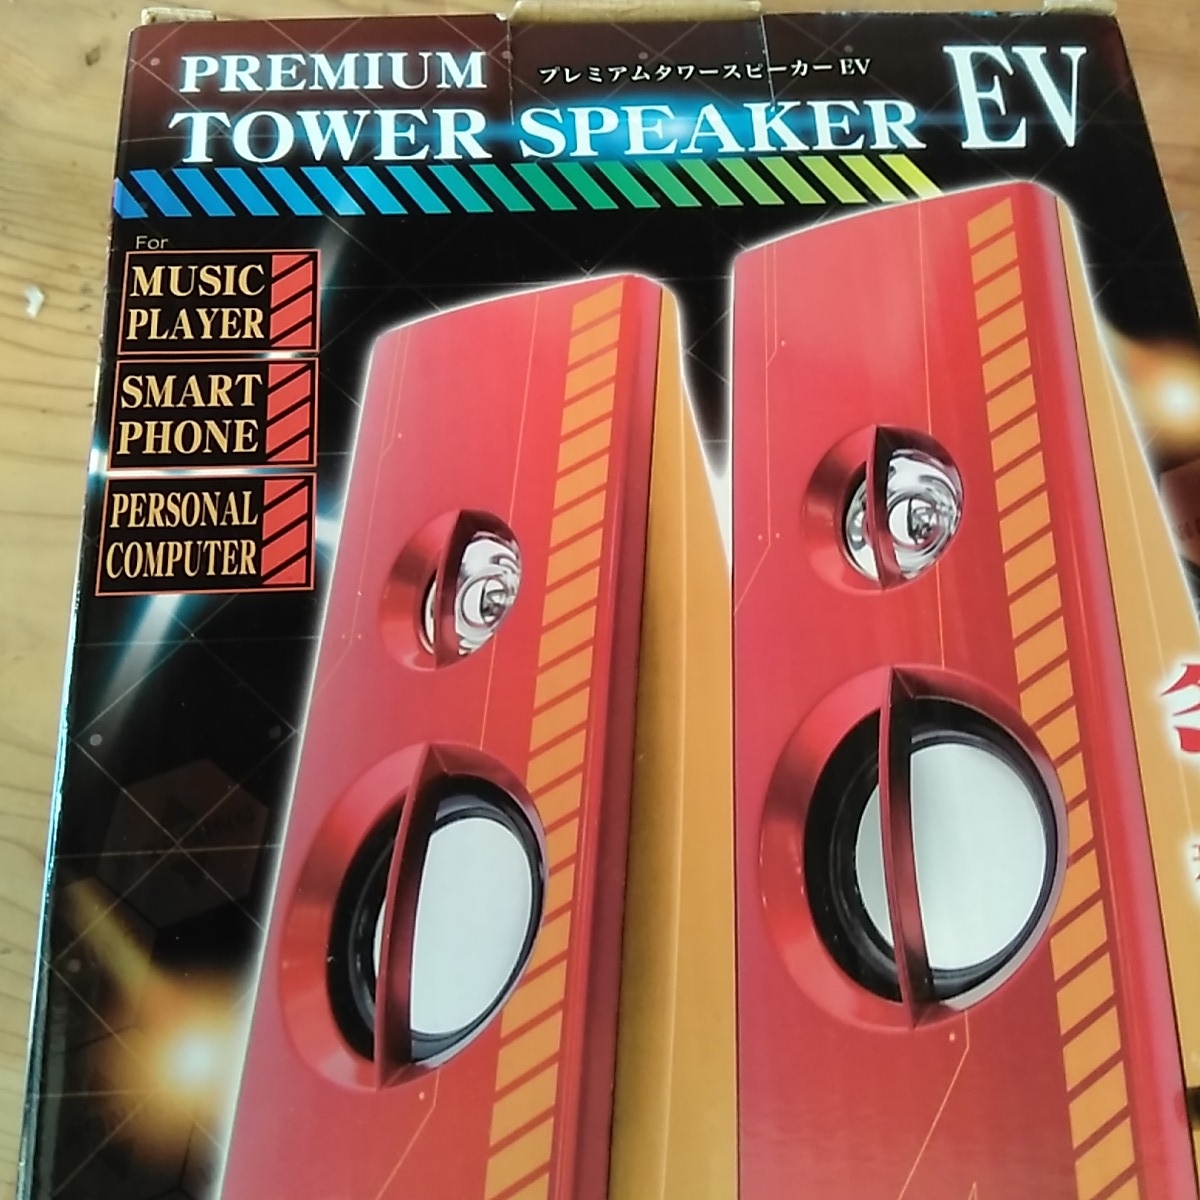 PREMIUM
プレミアムタワースピーカー EV
TOWER SPEAKER EV
For
MUSIC
PLAYER
SMART
PHONE
PERSONAL
COMPUTER